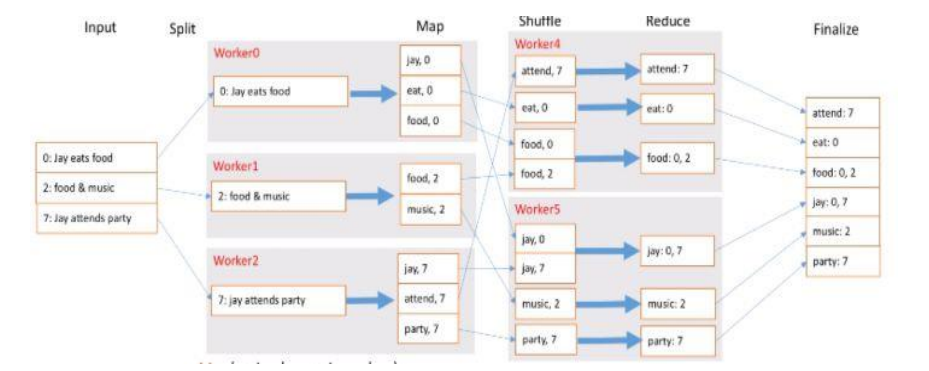 Input
Split
Map
Shuffle
Reduce
Finalize
0: Jay eats food
2: food & music
7: Jay attends party
Worker0
0: Jay eats food
jay, 0
eat, 0
food, 0
Worker1
2: food & music
food, 2
music, 2
Worker2
7: jay attends party
jay, 7
attend, 7
party, 7
Worker4
attend, 7
eat, 0
food, 0
food, 2
attend: 7
eat: 0
food: 0, 2
Worker5
jay, 0
jay, 7
music, 2
party, 7
jay: 0, 7
music: 2
party: 7
attend: 7
eat: 0
food: 0, 2
jay: 0, 7
music: 2
party: 7